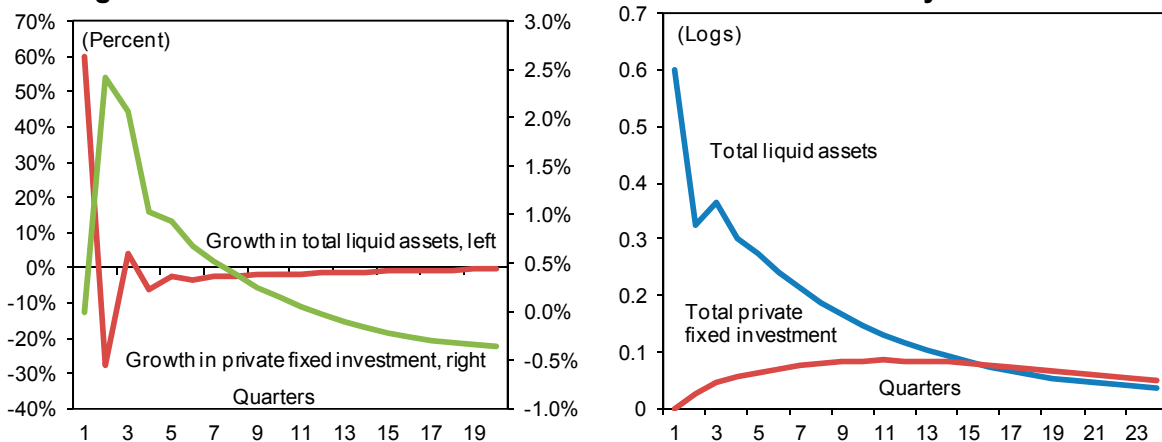 70%
60%
50%
40%
30%
20%
10%
0%
-10%
-20%
-30%
-40%
(Percent)
3.0%
2.5%
2.0%
1.5%
1.0%
0.5%
0.0%
-0.5%
-1.0%
Growth in total liquid assets, left
Growth in private fixed investment, right
Quarters
1 3 5 7 9 11 13 15 17 19
0.7
0.6
0.5
0.4
0.3
0.2
0.1
0
(Logs)
Total liquid assets
Total private
fixed investment
Quarters
1 3 5 7 9 11 13 15 17 19 21 23